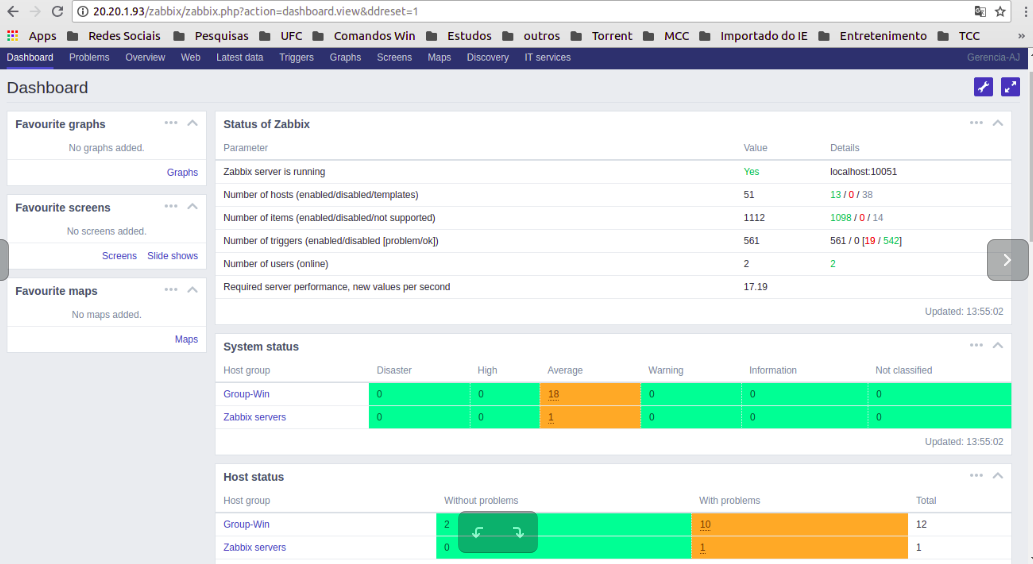 20.20.1.93/zabbix/zabbix.php?action=dashboard.view&ddreset=1
Apps Redes Sociais Pesquisas UFC Comandos Win Estudos outros Torrent MCC Importado do IE Entretenimento TCC »
Dashboard Problems Overview Web Latest data Triggers Graphs Screens Maps Discovery IT services Gerencia-AJ
Dashboard
Favourite graphs
No graphs added.
Graphs
Favourite screens
No screens added.
Screens Slide shows
Favourite maps
No maps added.
Maps
Status of Zabbix
Parameter Value Details
Zabbix server is running Yes localhost:10051
Number of hosts (enabled/disabled/templates) 51 13 / 0 / 38
Number of items (enabled/disabled/not supported) 1112 1098 / 0 / 14
Number of triggers (enabled/disabled [problem/ok]) 561 561 / 0 [19 / 542]
Number of users (online) 2 2
Required server performance, new values per second 17.19
Updated: 13:55:02
System status
Host group Disaster High Average Warning Information Not classified
Group-Win 0 0 18 0 0 0
Zabbix servers 0 0 1 0 0 0
Updated: 13:55:02
Host status
Host group Without problems With problems Total
Group-Win 2 10 12
Zabbix servers 0 1 1